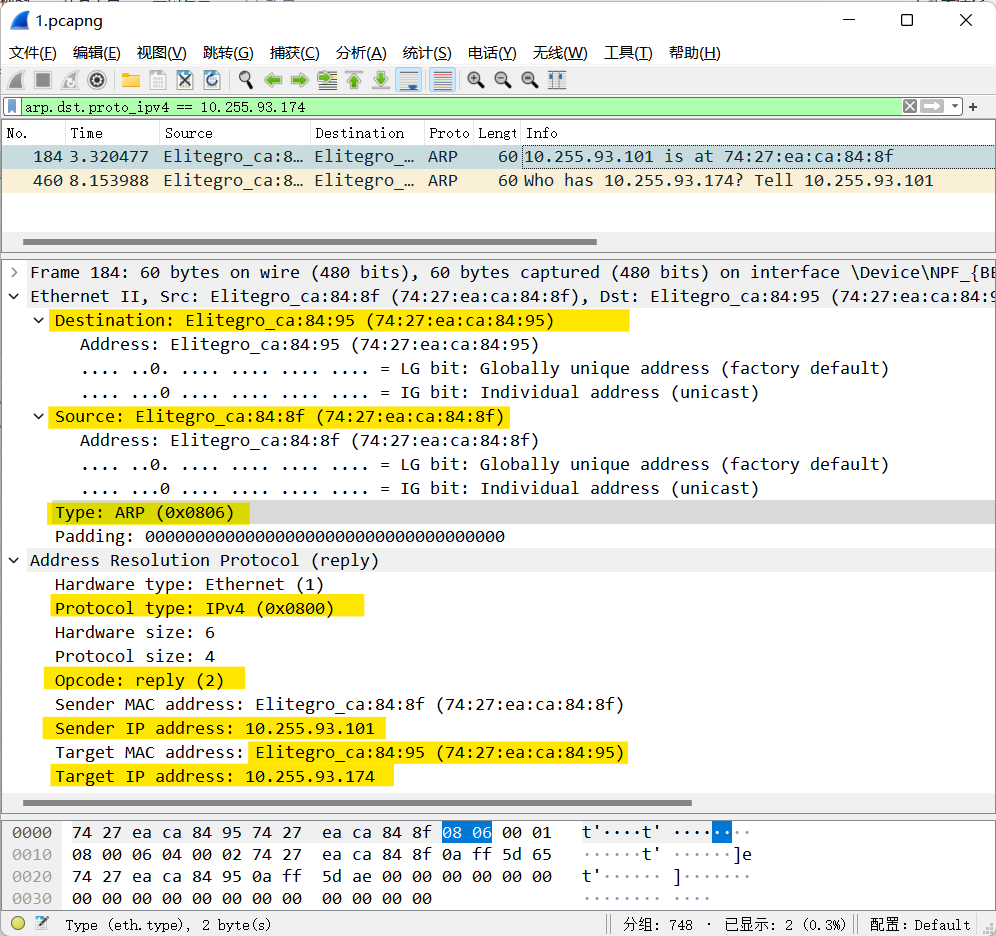 1.pcapng
文件(F) 编辑(E) 视图(V) 跳转(G) 捕获(C) 分析(A) 统计(S) 电话(Y) 无线(W) 工具(T) 帮助(H)
arp.dst.proto_ipv4 == 10.255.93.174
No. Time Source Destination Proto Lengt Info
184 3.320477 Elitegro_ca:8… Elitegro_… ARP 60 10.255.93.101 is at 74:27:ea:ca:84:8f
460 8.153988 Elitegro_ca:8… Elitegro_… ARP 60 Who has 10.255.93.174? Tell 10.255.93.101
Frame 184: 60 bytes on wire (480 bits), 60 bytes captured (480 bits) on interface \Device\NPF_{BE
Ethernet II, Src: Elitegro_ca:84:8f (74:27:ea:ca:84:8f), Dst: Elitegro_ca:84:95 (74:27:ea:ca:84:9
Destination: Elitegro_ca:84:95 (74:27:ea:ca:84:95)
Address: Elitegro_ca:84:95 (74:27:ea:ca:84:95)
.... ..0. .... .... .... .... = LG bit: Globally unique address (factory default)
.... ...0 .... .... .... .... = IG bit: Individual address (unicast)
Source: Elitegro_ca:84:8f (74:27:ea:ca:84:8f)
Address: Elitegro_ca:84:8f (74:27:ea:ca:84:8f)
.... ..0. .... .... .... .... = LG bit: Globally unique address (factory default)
.... ...0 .... .... .... .... = IG bit: Individual address (unicast)
Type: ARP (0x0806)
Padding: 000000000000000000000000000000000000
Address Resolution Protocol (reply)
Hardware type: Ethernet (1)
Protocol type: IPv4 (0x0800)
Hardware size: 6
Protocol size: 4
Opcode: reply (2)
Sender MAC address: Elitegro_ca:84:8f (74:27:ea:ca:84:8f)
Sender IP address: 10.255.93.101
Target MAC address: Elitegro_ca:84:95 (74:27:ea:ca:84:95)
Target IP address: 10.255.93.174
0000 74 27 ea ca 84 95 74 27 ea ca 84 8f 08 06 00 01 t'····t' ········
0010 08 00 06 04 00 02 74 27 ea ca 84 8f 0a ff 5d 65 ······t' ······]e
0020 74 27 ea ca 84 95 0a ff 5d ae 00 00 00 00 00 00 t'······ ]·······
0030 00 00 00 00 00 00 00 00 00 00 00 00 ········ ····
Type (eth.type), 2 byte(s) 分组: 748 · 已显示: 2 (0.3%) 配置: Default